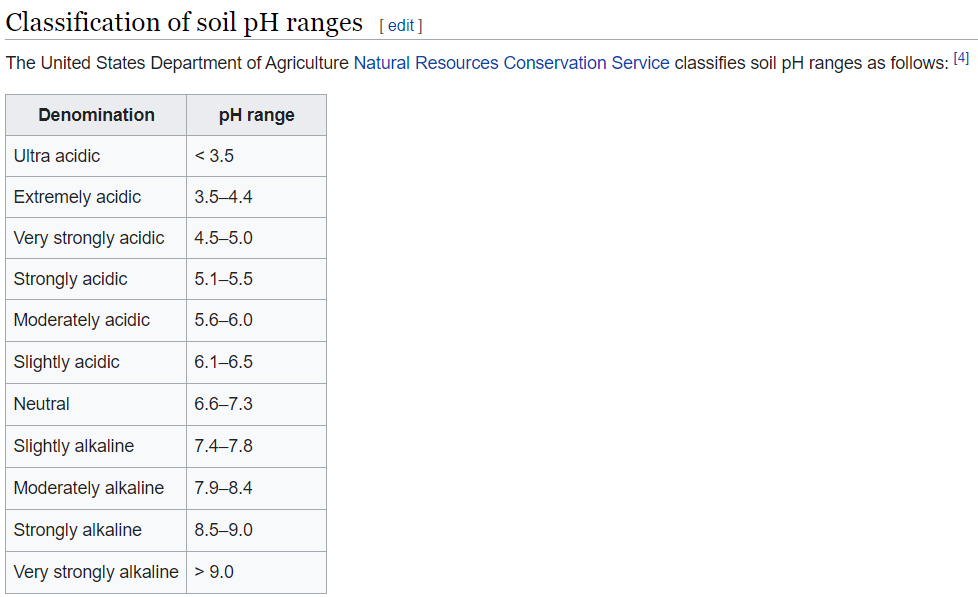 Classification of soil pH ranges [ edit ]
The United States Department of Agriculture Natural Resources Conservation Service classifies soil pH ranges as follows: [4]
Denomination pH range
Ultra acidic < 3.5
Extremely acidic 3.5–4.4
Very strongly acidic 4.5–5.0
Strongly acidic 5.1–5.5
Moderately acidic 5.6–6.0
Slightly acidic 6.1–6.5
Neutral 6.6–7.3
Slightly alkaline 7.4–7.8
Moderately alkaline 7.9–8.4
Strongly alkaline 8.5–9.0
Very strongly alkaline > 9.0